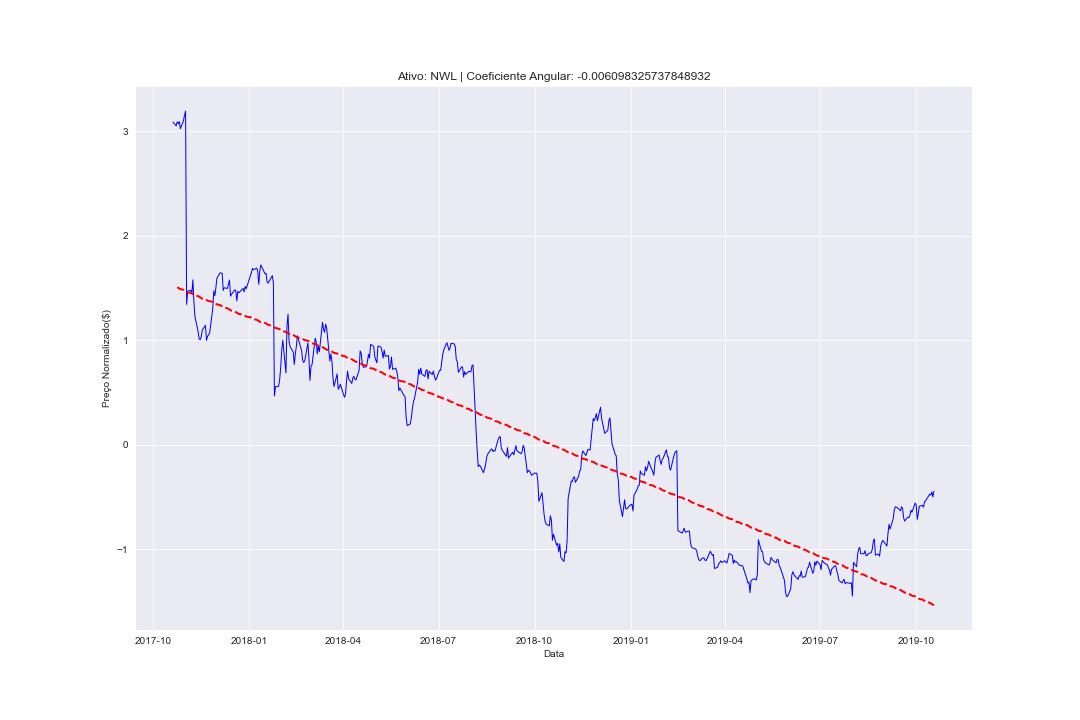 Ativo: NWL | Coeficiente Angular: -0.006098325737848932
Preço Normalizado($)
3
2
1
0
−1
2017-10 2018-01 2018-04 2018-07 2018-10 2019-01 2019-04 2019-07 2019-10
Data